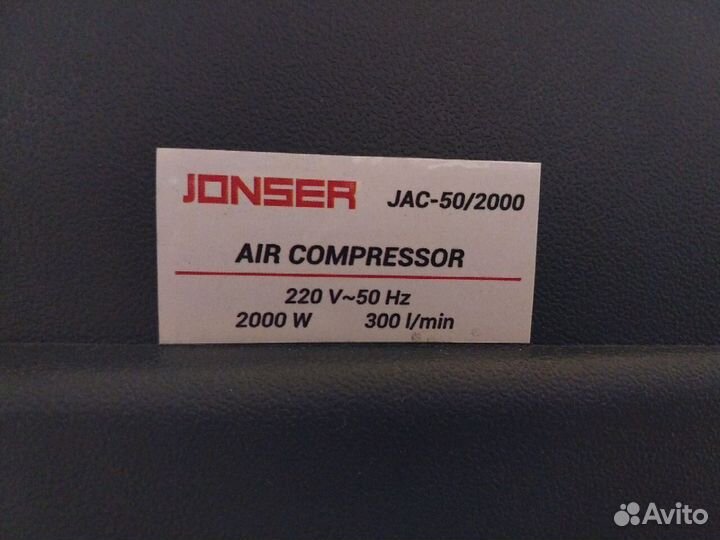 JONSER JAC-50/2000
AIR COMPRESSOR
220 V~50 Hz
2000 W 300 l/min
Avito